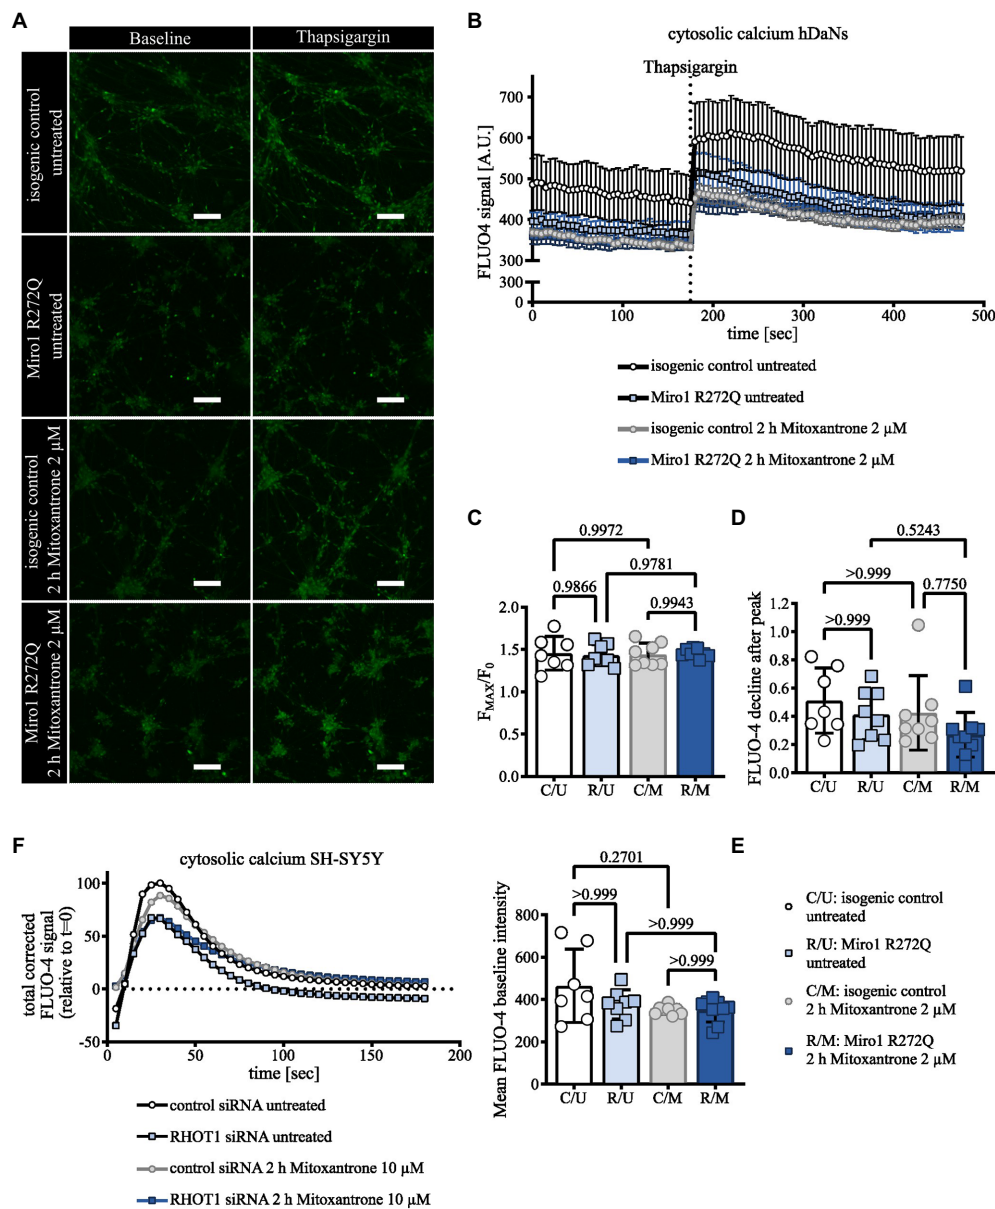 A
Baseline
Thapsigargin
isogenic control
untreated
Miro1 R272Q
untreated
isogenic control
2 h Mitoxantrone 2 µM
Miro1 R272Q
2 h Mitoxantrone 2 µM
B
cytosolic calcium hDaNs
Thapsigargin
FLUO4 signal [A.U.]
700
600
500
400
300
300
0
0
100
200
300
400
500
time [sec]
isogenic control untreated
Miro1 R272Q untreated
isogenic control 2 h Mitoxantrone 2 µM
Miro1 R272Q 2 h Mitoxantrone 2 µM
C
0.9972
0.9781
0.9866
0.9943
FMAX/F0
2.0
1.5
1.0
0.5
0.0
C/U
R/U
C/M
R/M
D
0.5243
>0.999
0.7750
>0.999
FLUO-4 decline after peak
1.2
1.0
0.8
0.6
0.4
0.2
0.0
C/U
R/U
C/M
R/M
F
cytosolic calcium SH-SY5Y
total corrected
FLUO-4 signal
(relative to t=0)
100
50
0
-50
0
50
100
150
200
time [sec]
control siRNA untreated
RHOT1 siRNA untreated
control siRNA 2 h Mitoxantrone 10 µM
RHOT1 siRNA 2 h Mitoxantrone 10 µM
0.2701
>0.999
>0.999
>0.999
Mean FLUO-4 baseline intensity
800
600
400
200
0
C/U
R/U
C/M
R/M
E
C/U: isogenic control
untreated
R/U: Miro1 R272Q
untreated
C/M: isogenic control
2 h Mitoxantrone 2 µM
R/M: Miro1 R272Q
2 h Mitoxantrone 2 µM